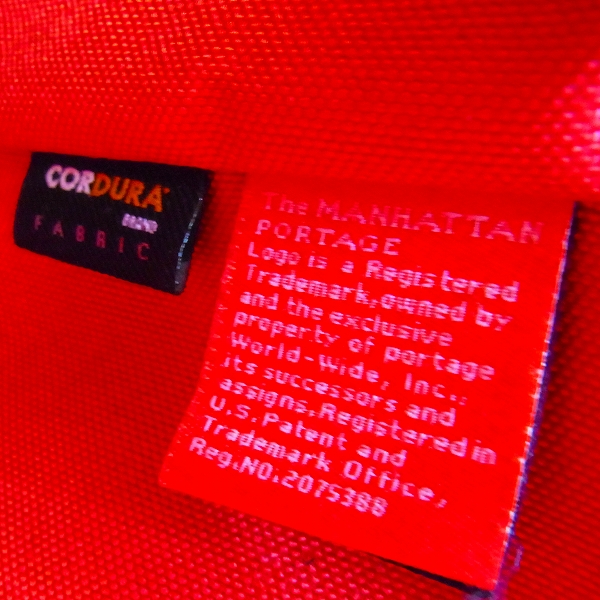 CORDURA
BRAND
FABRIC
The MANHATTAN
PORTAGE
Logo is a Registered
Trademark,owned by
and the exclusive
property of portage
World-Wide, Inc.,
its successors and
assigns.Registered in
U.S.Patent and
Trademark Office,
Reg.NO.2075388